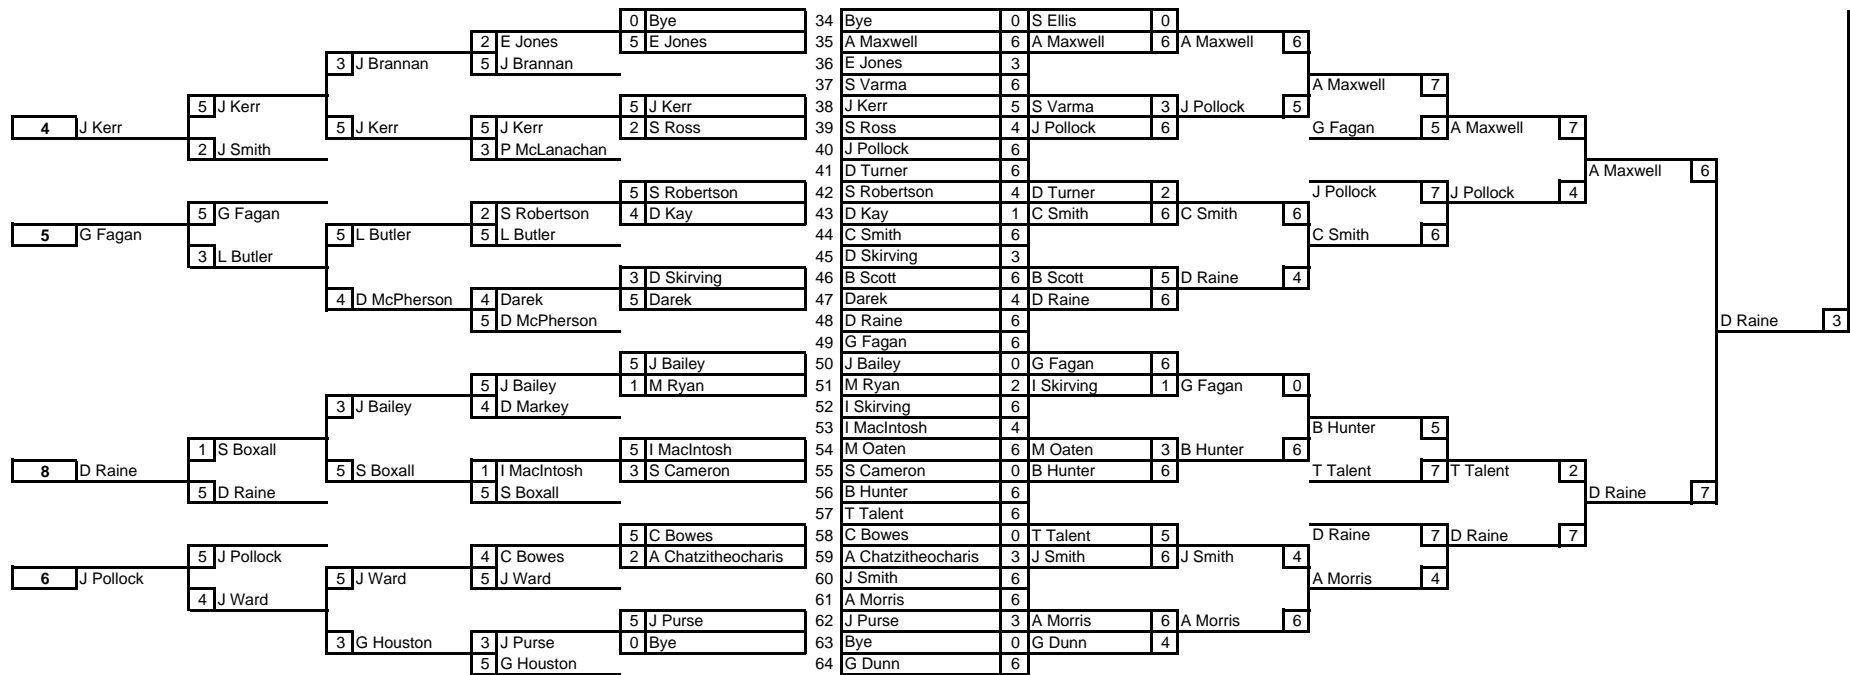 0 Bye 34 Bye 0 S Ellis 0
2 E Jones 5 E Jones 35 A Maxwell 6 A Maxwell 6 A Maxwell 6
3 J Brannan 5 J Brannan 36 E Jones 3
37 S Varma 6 A Maxwell 7
5 J Kerr 5 J Kerr 38 J Kerr 5 S Varma 3 J Pollock 5
4 J Kerr 5 J Kerr 5 J Kerr 2 S Ross 39 S Ross 4 J Pollock 6 G Fagan 5 A Maxwell 7
2 J Smith 3 P McLanachan 40 J Pollock 6
41 D Turner 6 A Maxwell 6
5 S Robertson 42 S Robertson 4 D Turner 2 J Pollock 7 J Pollock 4
5 G Fagan 2 S Robertson 4 D Kay 43 D Kay 1 C Smith 6 C Smith 6
5 G Fagan 5 L Butler 5 L Butler 44 C Smith 6 C Smith 6
3 L Butler 45 D Skirving 3
3 D Skirving 46 B Scott 6 B Scott 5 D Raine 4
4 D McPherson 4 Darek 5 Darek 47 Darek 4 D Raine 6
5 D McPherson 48 D Raine 6 D Raine 3
49 G Fagan 6
5 J Bailey 50 J Bailey 0 G Fagan 6
5 J Bailey 1 M Ryan 51 M Ryan 2 I Skirving 1 G Fagan 0
3 J Bailey 4 D Markey 52 I Skirving 6
53 I MacIntosh 4 B Hunter 5
1 S Boxall 5 I MacIntosh 54 M Oaten 6 M Oaten 3 B Hunter 6
8 D Raine 5 S Boxall 1 I MacIntosh 3 S Cameron 55 S Cameron 0 B Hunter 6 T Talent 7 T Talent 2
5 D Raine 5 S Boxall 56 B Hunter 6 D Raine 7
57 T Talent 6
5 C Bowes 58 C Bowes 0 T Talent 5 D Raine 7 D Raine 7
5 J Pollock 4 C Bowes 2 A Chatzitheocharis 59 A Chatzitheocharis 3 J Smith 6 J Smith 4
6 J Pollock 5 J Ward 5 J Ward 60 J Smith 6 A Morris 4
4 J Ward 61 A Morris 6
5 J Purse 62 J Purse 3 A Morris 6 A Morris 6
3 G Houston 3 J Purse 0 Bye 63 Bye 0 G Dunn 4
5 G Houston 64 G Dunn 6